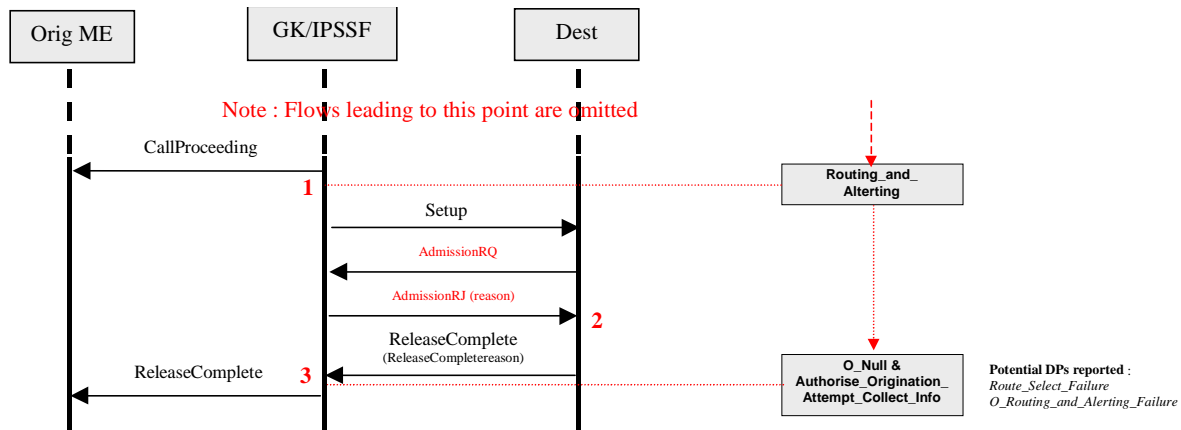 Orig ME
GK/IPSSF
Dest
Note : Flows leading to this point are omitted
CallProceeding
1
Routing_and_
Alterting
Setup
AdmissionRQ
AdmissionRJ (reason)
2
ReleaseComplete
(ReleaseCompletereason)
ReleaseComplete
3
O_Null &
Authorise_Origination_
Attempt_Collect_Info
Potential DPs reported :
Route_Select_Failure
O_Routing_and_Alerting_Failure